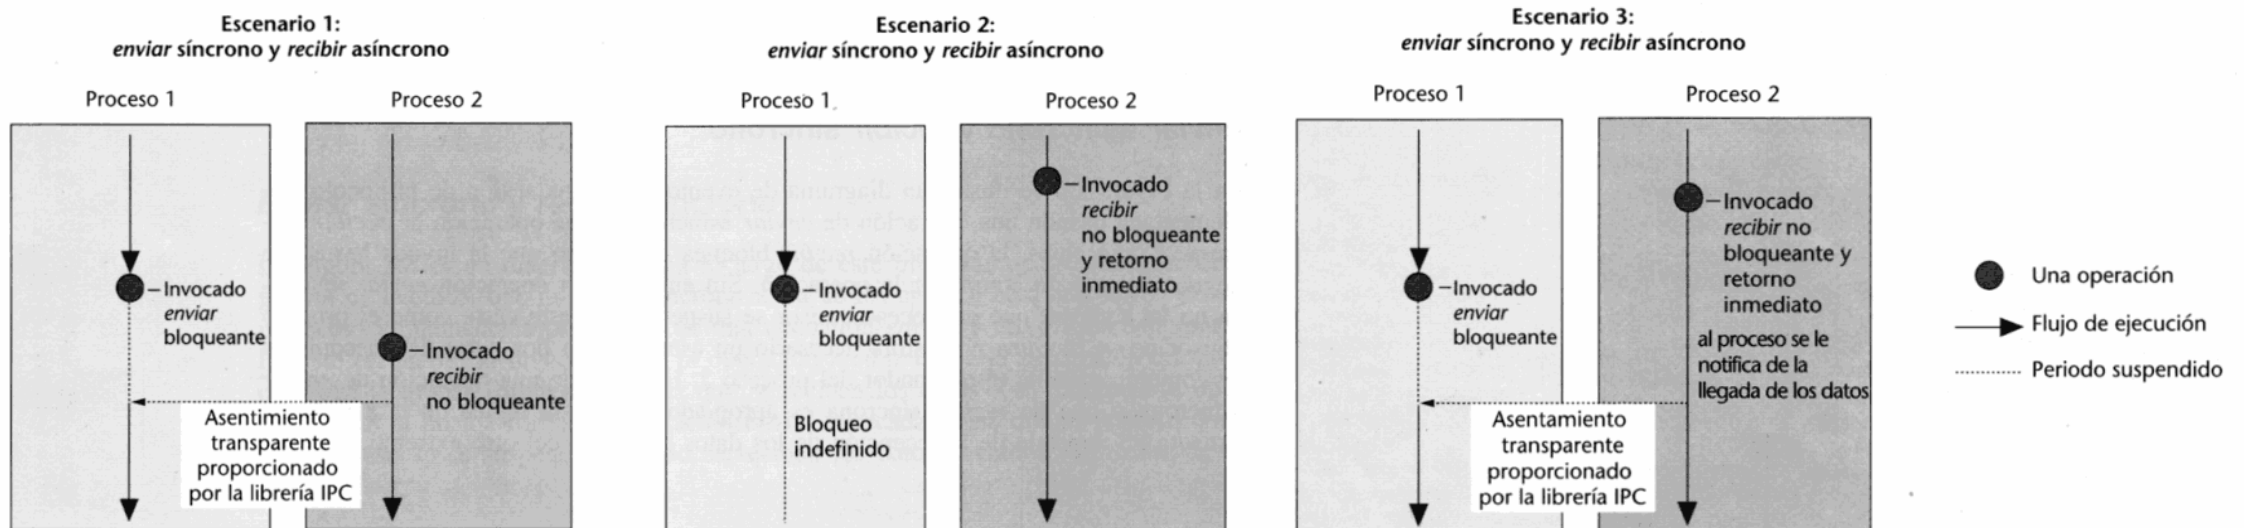 Escenario 1:
enviar síncrono y recibir asíncrono
Proceso 1
Proceso 2
Invocado
enviar
bloqueante
Invocado
recibir
no bloqueante
Asentimiento
transparente
proporcionado
por la librería IPC
Escenario 2:
enviar síncrono y recibir asíncrono
Proceso 1
Proceso 2
Invocado
recibir
no bloqueante
y retorno
inmediato
Invocado
enviar
bloqueante
Bloqueo
indefinido
Escenario 3:
enviar síncrono y recibir asíncrono
Proceso 1
Proceso 2
Invocado
recibir no
bloqueante y
retorno
inmediato
al proceso se le
notifica de la
llegada de los datos
Invocado
enviar
bloqueante
Asentamiento
transparente
proporcionado
por la librería IPC
Una operación
Flujo de ejecución
Periodo suspendido